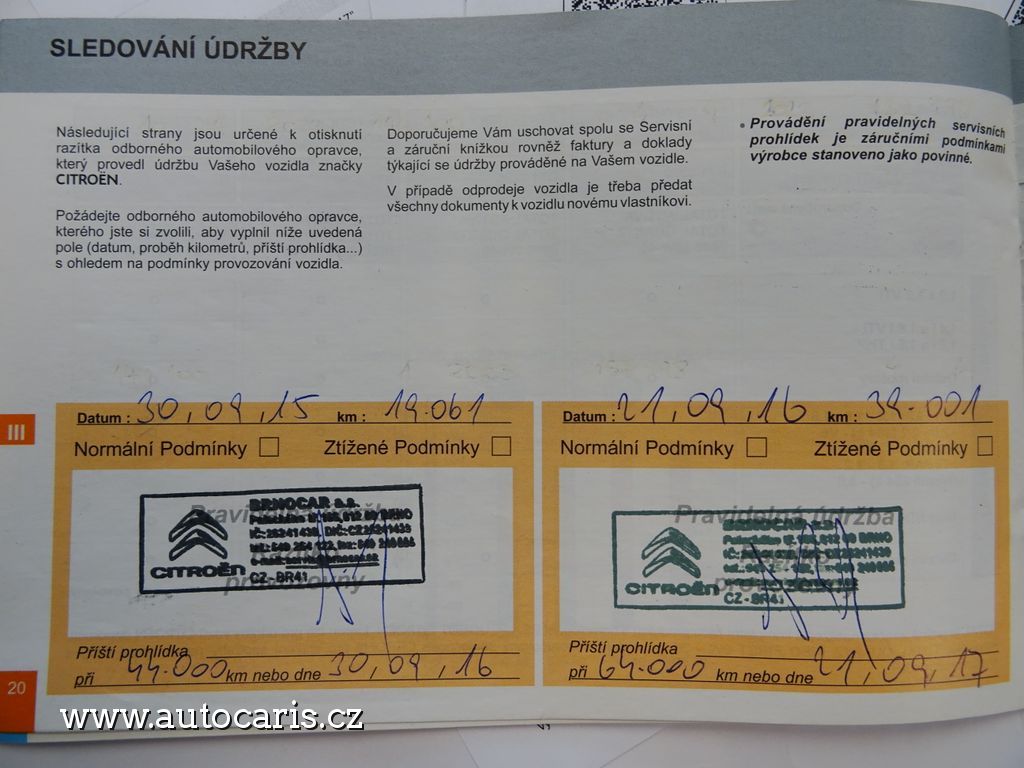 SLEDOVÁNÍ ÚDRŽBY
Následující strany jsou určené k otisknutí
razítka odborného automobilového opravce,
který provedl údržbu Vašeho vozidla značky
CITROËN.
Požádejte odborného automobilového opravce,
kterého jste si zvolili, aby vyplnil níže uvedená
pole (datum, proběh kilometrů, příští prohlídka...)
s ohledem na podmínky provozování vozidla.
Doporučujeme Vám uschovat spolu se Servisní
a záruční knížkou rovněž faktury a doklady
týkající se údržby prováděné na Vašem vozidle.
V případě odprodeje vozidla je třeba předat
všechny dokumenty k vozidlu novému vlastníkovi.
• Provádění pravidelných servisních
prohlídek je záručními podmínkami
výrobce stanoveno jako povinné.
III
Datum : 30,09,15 km : 19.061
Normální Podmínky Ztížené Podmínky
Pravidelná údržba
BRNOCAR a.s.
CITROËN
CZ-BR41
Příští prohlídka
při 44.000 km nebo dne 30,09,16
Datum : 21,09,16 km : 39.001
Normální Podmínky Ztížené Podmínky
Pravidelná údržba
BRNOCAR a.s.
CITROËN
CZ-BR41
Příští prohlídka
při 64.000 km nebo dne 21,09,17
20
www.autocaris.cz